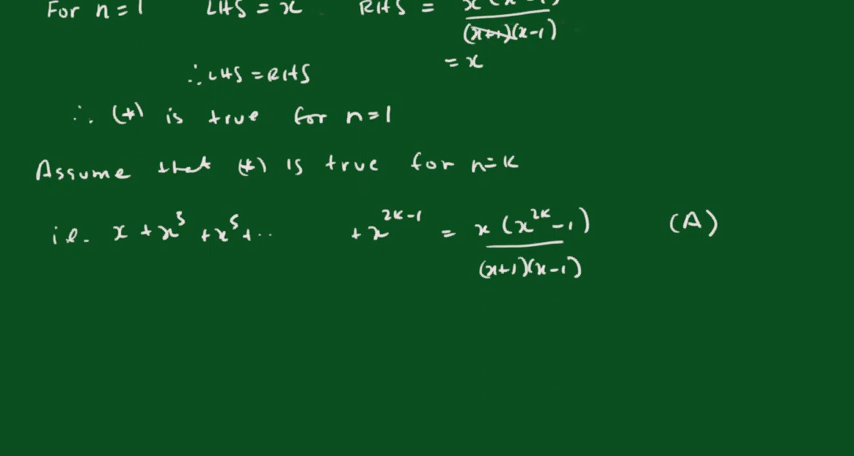 For n = 1 LHS = x RHS = x(x²-1)
(x+1)(x-1)
= x
∴ LHS = RHS
∴ (*) is true for n=1
Assume that (*) is true for n=k
i.e. x + x³ + x⁵ + ... + x^{2k-1} = x(x^{2k}-1) / (x+1)(x-1) (A)